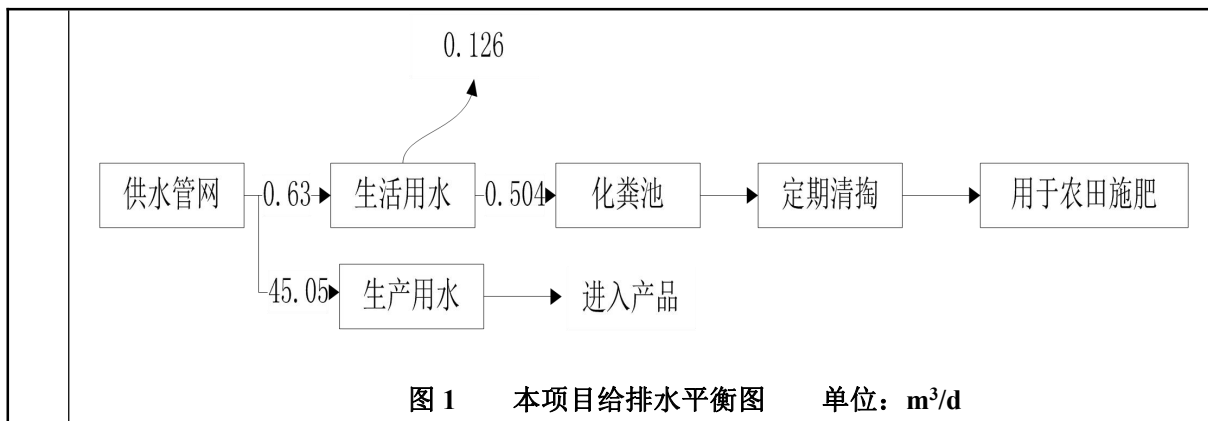 0.126
供水管网 0.63 生活用水 0.504 化粪池 定期清掏 用于农田施肥
45.05 生产用水 进入产品
图 1 本项目给排水平衡图 单位：m³/d